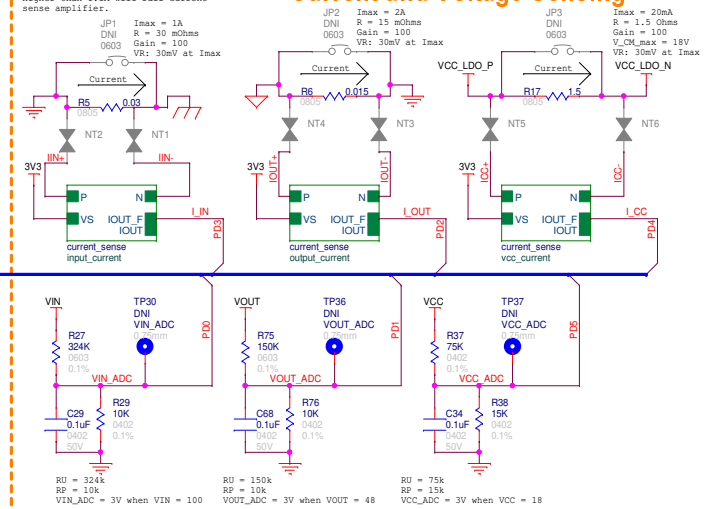 sense amplifier.
Current and Voltage Sensing
JP1
DNI
0603
Imax = 1A
R = 30 mOhms
Gain = 100
VR: 30mV at Imax
Current
R5
0.03
0805
NT2
NT1
IIN+
IIN-
3V3
P
N
VS
IOUT_F
IOUT
I_IN
PD3
current_sense
input_current
JP2
DNI
0603
Imax = 2A
R = 15 mOhms
Gain = 100
VR: 30mV at Imax
Current
R6
0.015
0805
NT4
NT3
IOUT+
IOUT-
3V3
P
N
VS
IOUT_F
IOUT
I_OUT
PD2
current_sense
output_current
JP3
DNI
0603
Imax = 20mA
R = 1.5 Ohms
Gain = 100
V_CM_max = 18V
VR: 30mV at Imax
VCC_LDO_P
VCC_LDO_N
Current
R17
1.5
0805
NT5
NT6
ICC+
ICC-
3V3
P
N
VS
IOUT_F
IOUT
I_CC
PD4
current_sense
vcc_current
VIN
R27
324K
0603
0.1%
TP30
DNI
VIN_ADC
0.75mm
PD0
VIN_ADC
C29
0.1uF
0402
50V
R29
10K
0402
0.1%
RU = 324k
RP = 10k
VIN_ADC = 3V when VIN = 100
VOUT
R75
150K
0603
0.1%
TP36
DNI
VOUT_ADC
0.75mm
PD1
VOUT_ADC
C68
0.1uF
0402
50V
R76
10K
0402
0.1%
RU = 150k
RP = 10k
VOUT_ADC = 3V when VOUT = 48
VCC
R37
75K
0402
0.1%
TP37
DNI
VCC_ADC
0.75mm
PD5
VCC_ADC
C34
0.1uF
0402
50V
R38
15K
0402
0.1%
RU = 75k
RP = 15k
VCC_ADC = 3V when VCC = 18